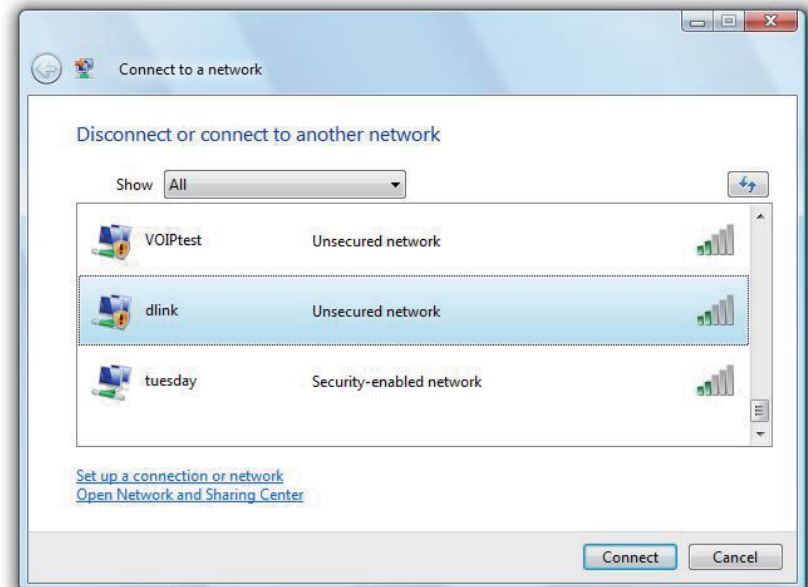 Connect to a network
Disconnect or connect to another network
Show All
VOIPtest Unsecured network
dlink Unsecured network
tuesday Security-enabled network
Set up a connection or network
Open Network and Sharing Center
Connect Cancel